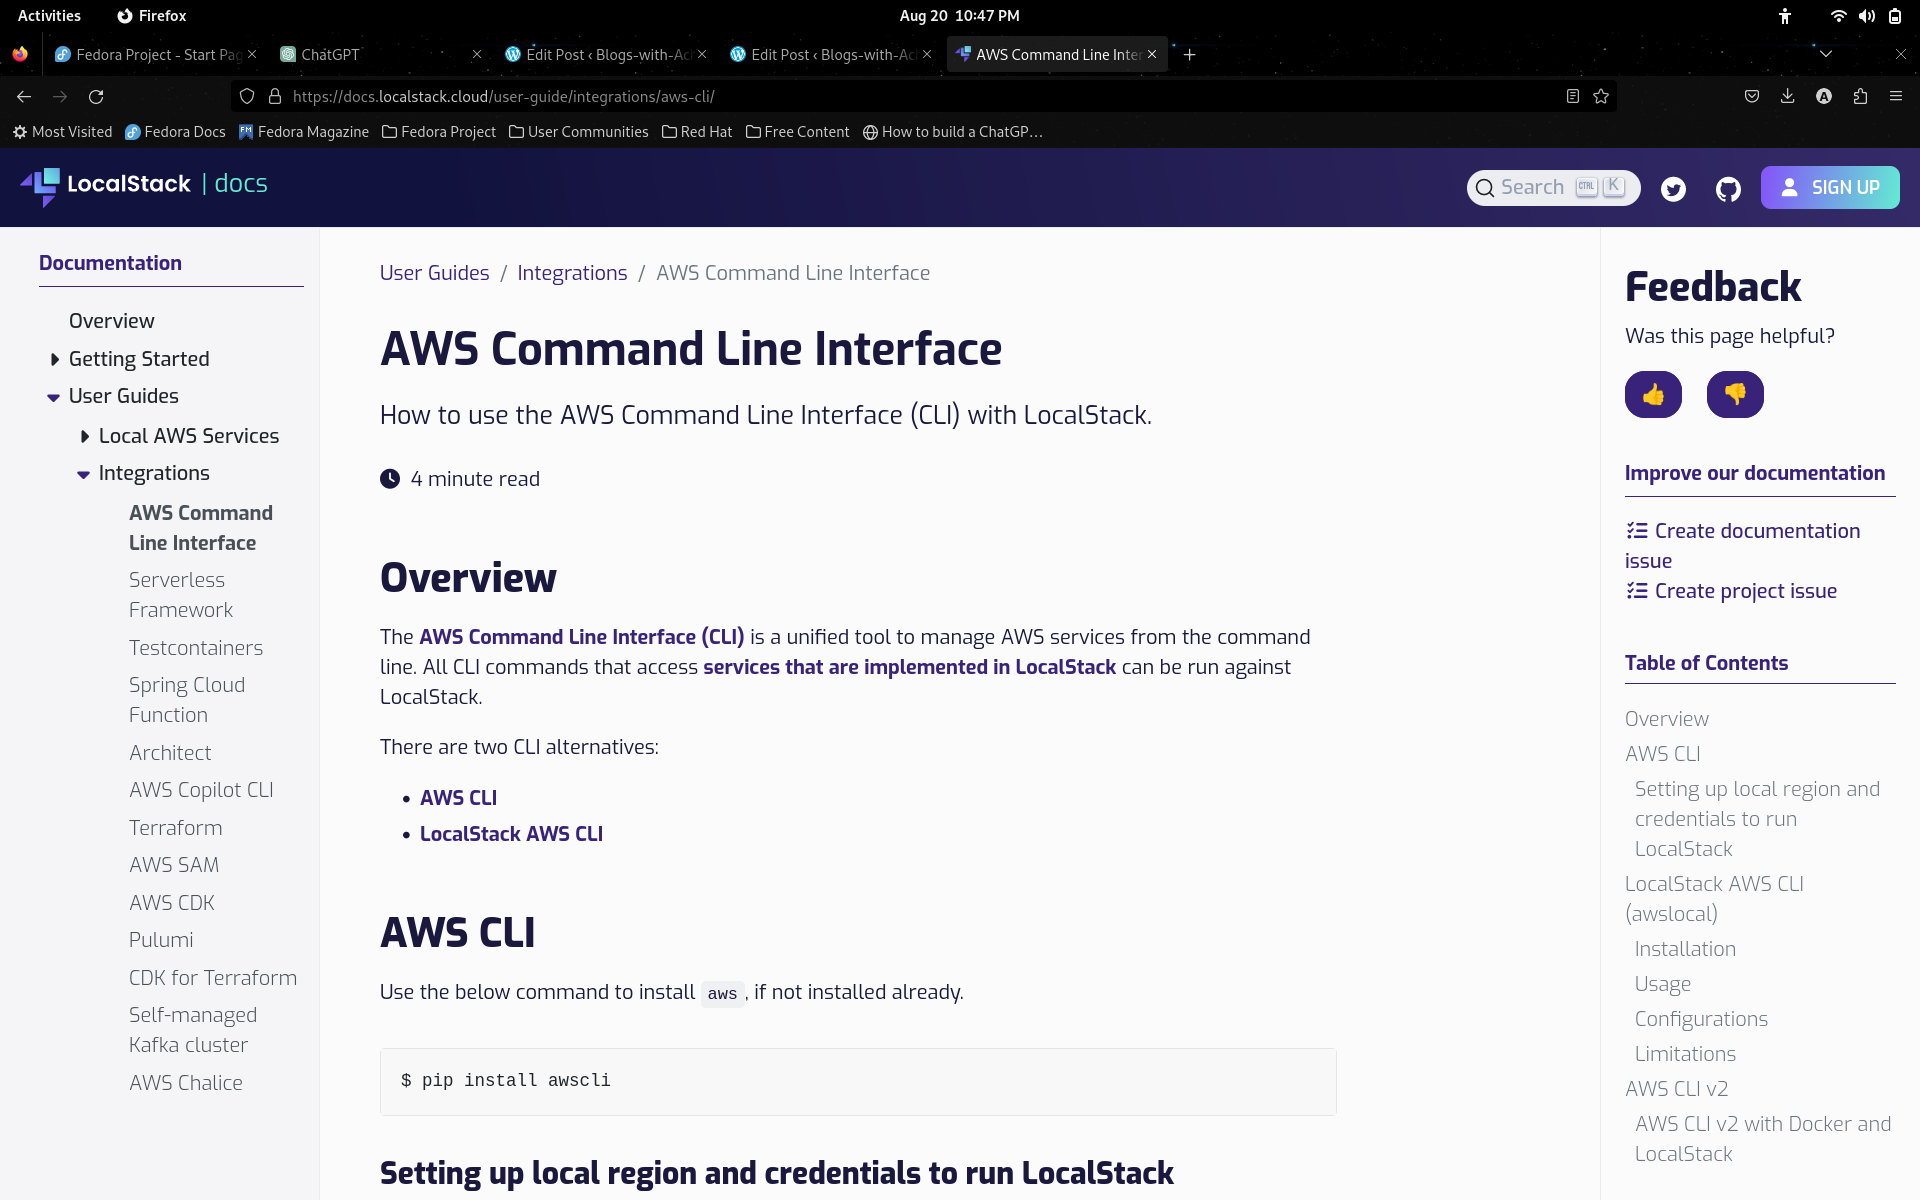 Activities Firefox Aug 20 10:47 PM
Fedora Project - Start Pag ChatGPT Edit Post ‹ Blogs-with-Ac Edit Post ‹ Blogs-with-Ac AWS Command Line Inter
https://docs.localstack.cloud/user-guide/integrations/aws-cli/
Most Visited Fedora Docs Fedora Magazine Fedora Project User Communities Red Hat Free Content How to build a ChatGP…
LocalStack | docs
Search CTRL K
SIGN UP
Documentation
Overview
Getting Started
User Guides
Local AWS Services
Integrations
AWS Command
Line Interface
Serverless
Framework
Testcontainers
Spring Cloud
Function
Architect
AWS Copilot CLI
Terraform
AWS SAM
AWS CDK
Pulumi
CDK for Terraform
Self-managed
Kafka cluster
AWS Chalice
User Guides / Integrations / AWS Command Line Interface
AWS Command Line Interface
How to use the AWS Command Line Interface (CLI) with LocalStack.
4 minute read
Overview
The AWS Command Line Interface (CLI) is a unified tool to manage AWS services from the command
line. All CLI commands that access services that are implemented in LocalStack can be run against
LocalStack.
There are two CLI alternatives:
• AWS CLI
• LocalStack AWS CLI
AWS CLI
Use the below command to install aws, if not installed already.
$ pip install awscli
Setting up local region and credentials to run LocalStack
Feedback
Was this page helpful?
Improve our documentation
Create documentation
issue
Create project issue
Table of Contents
Overview
AWS CLI
Setting up local region and
credentials to run
LocalStack
LocalStack AWS CLI
(awslocal)
Installation
Usage
Configurations
Limitations
AWS CLI v2
AWS CLI v2 with Docker and
LocalStack